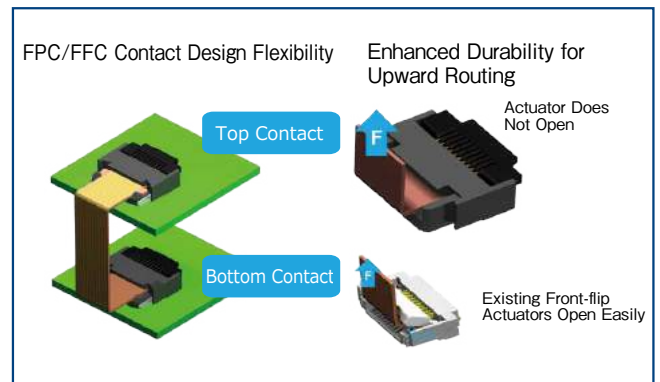 FPC/FFC Contact Design Flexibility
Enhanced Durability for
Upward Routing
Top Contact
F
Actuator Does
Not Open
Bottom Contact
F
Existing Front-flip
Actuators Open Easily